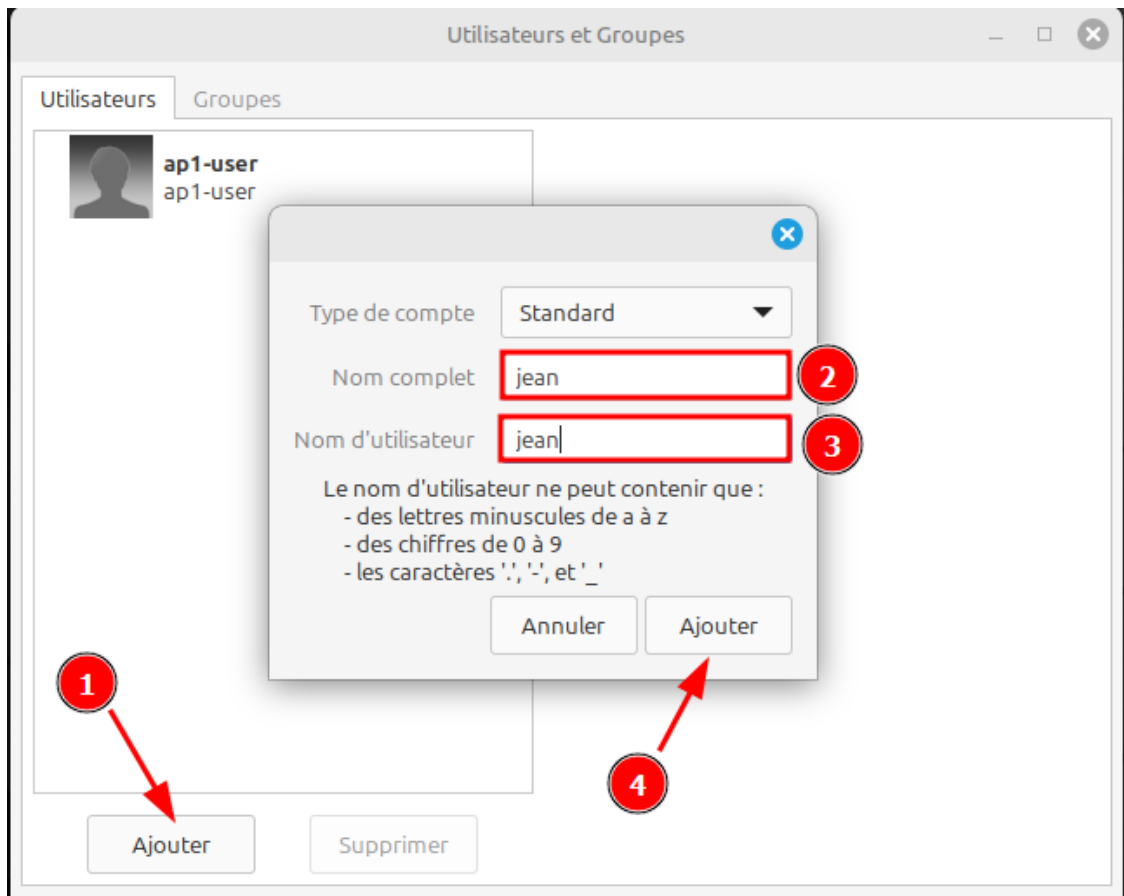 Utilisateurs et Groupes
Utilisateurs Groupes
ap1-user
ap1-user
Type de compte Standard
Nom complet jean 2
Nom d'utilisateur jean 3
Le nom d'utilisateur ne peut contenir que :
- des lettres minuscules de a à z
- des chiffres de 0 à 9
- les caractères '.', '-', et '_'
Annuler Ajouter
1
4
Ajouter Supprimer